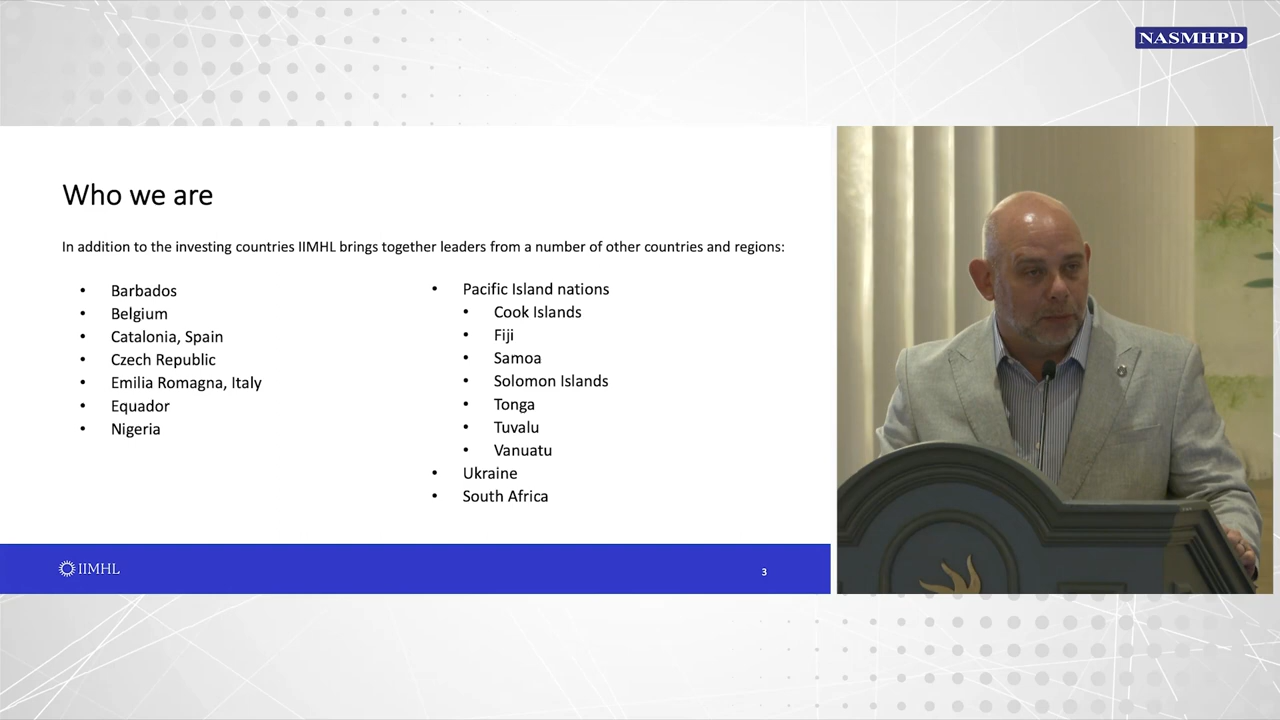 NASMHPD
Who we are
In addition to the investing countries IIMHL brings together leaders from a number of other countries and regions:
• Barbados
• Belgium
• Catalonia, Spain
• Czech Republic
• Emilia Romagna, Italy
• Equador
• Nigeria
• Pacific Island nations
• Cook Islands
• Fiji
• Samoa
• Solomon Islands
• Tonga
• Tuvalu
• Vanuatu
• Ukraine
• South Africa
IIMHL
3